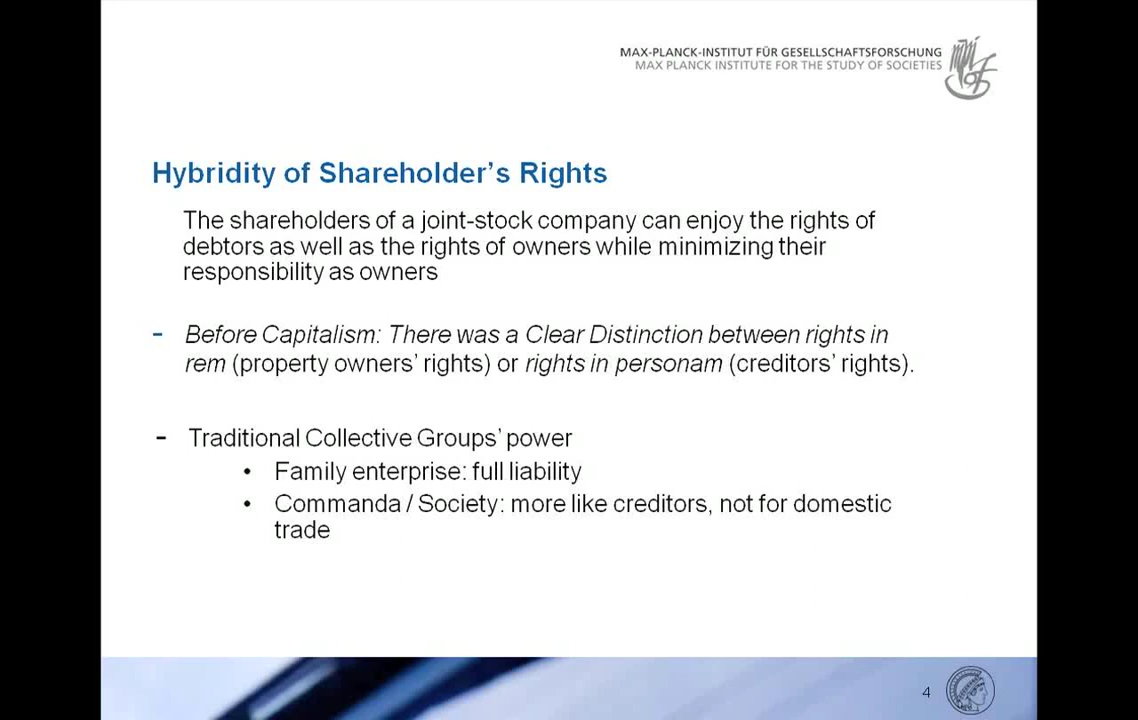 MAX-PLANCK-INSTITUT FÜR GESELLSCHAFTSFORSCHUNG
MAX PLANCK INSTITUTE FOR THE STUDY OF SOCIETIES
Hybridity of Shareholder's Rights
The shareholders of a joint-stock company can enjoy the rights of
debtors as well as the rights of owners while minimizing their
responsibility as owners
- Before Capitalism: There was a Clear Distinction between rights in
rem (property owners' rights) or rights in personam (creditors' rights).
- Traditional Collective Groups' power
• Family enterprise: full liability
• Commanda / Society: more like creditors, not for domestic
trade
4